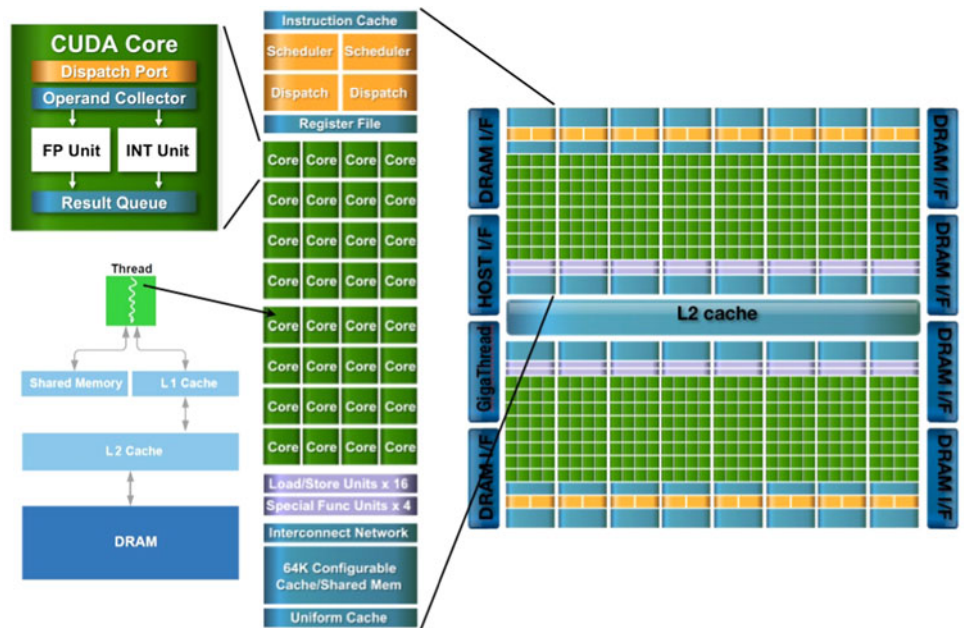 CUDA Core
Dispatch Port
Operand Collector
FP Unit
INT Unit
Result Queue
Thread
Shared Memory
L1 Cache
L2 Cache
DRAM
Instruction Cache
Scheduler Scheduler
Dispatch Dispatch
Register File
Core Core Core Core
Core Core Core Core
Core Core Core Core
Core Core Core Core
Core Core Core Core
Core Core Core Core
Core Core Core Core
Core Core Core Core
Load/Store Units x 16
Special Func Units x 4
Interconnect Network
64K Configurable
Cache/Shared Mem
Uniform Cache
DRAM I/F
HOST I/F
GigaThread
DRAM I/F
L2 cache
DRAM I/F
DRAM I/F
DRAM I/F
DRAM I/F